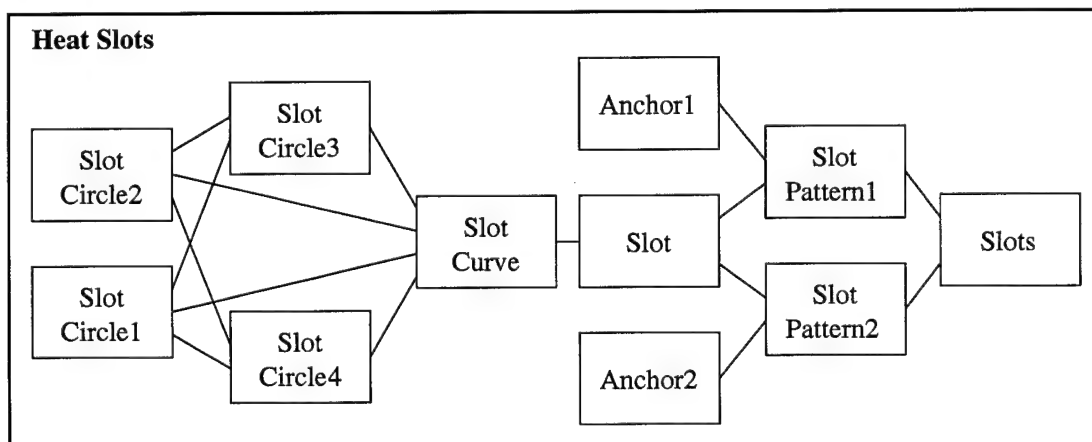 Heat Slots
Slot
Circle2
Slot
Circle1
Slot
Circle3
Slot
Circle4
Slot
Curve
Anchor1
Slot
Anchor2
Slot
Pattern1
Slot
Pattern2
Slots